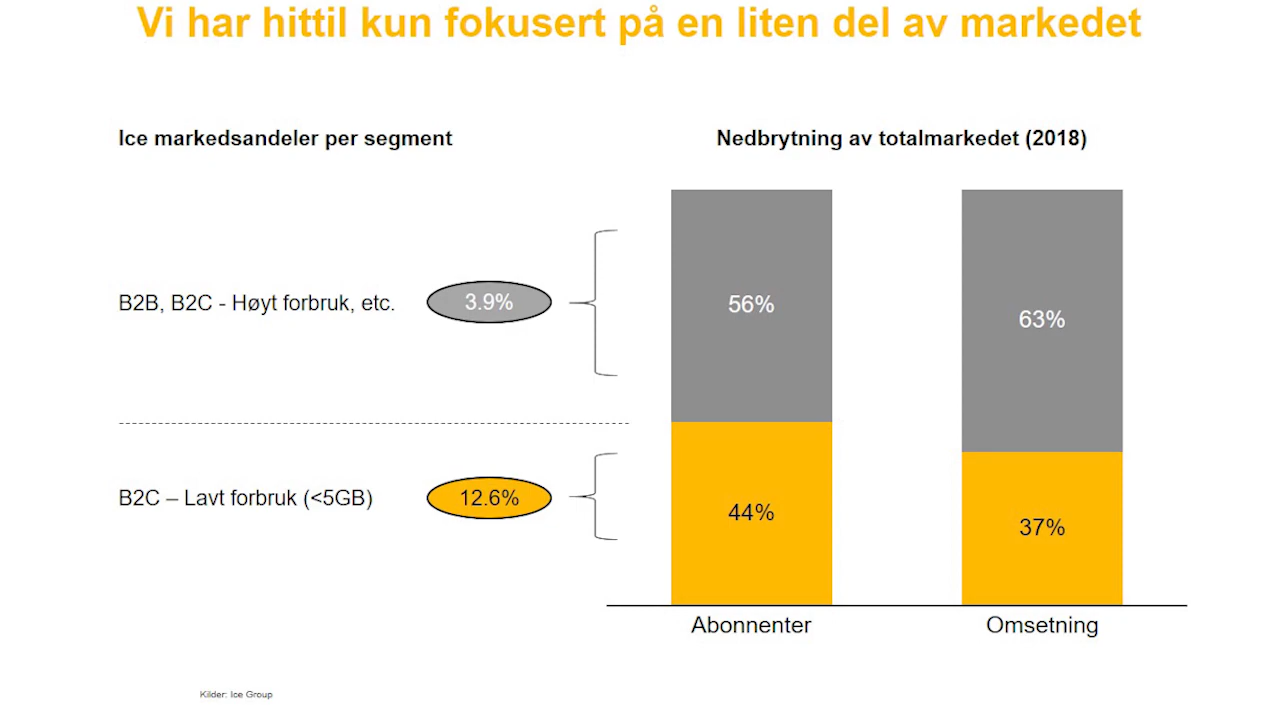 Vi har hittil kun fokusert på en liten del av markedet
Ice markedsandeler per segment
Nedbrytning av totalmarkedet (2018)
B2B, B2C - Høyt forbruk, etc.
3.9%
56%
63%
B2C – Lavt forbruk (<5GB)
12.6%
44%
37%
Abonnenter
Omsetning
Kilder: Ice Group